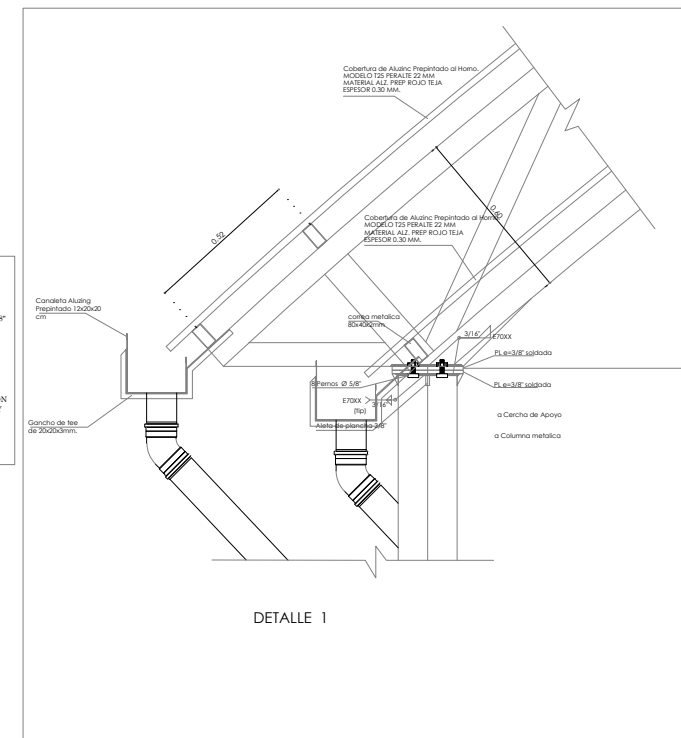 Cobertura de Aluzinc Prepintado al Horno.
MODELO T25 PERALTE 22 MM
MATERIAL ALZ. PREP ROJO TEJA
ESPESOR 0.30 MM.
0.60
0.52
Cobertura de Aluzinc Prepintado al Horno.
MODELO T25 PERALTE 22 MM
MATERIAL ALZ. PREP ROJO TEJA
ESPESOR 0.30 MM.
Canaleta Aluzing
Prepintado 12x20x20
cm
correa metalica
80x40x2mm
3/16"
E70XX
PL e=3/8" soldada
8 Pernos Ø 5/8"
PL e=3/8" soldada
E70XX
3/16"
(tip)
Aleta de plancha 3/8"
a Cercha de Apoyo
Gancho de tee
de 20x20x3mm.
a Columna metalica
8"
ON
Y
DETALLE 1